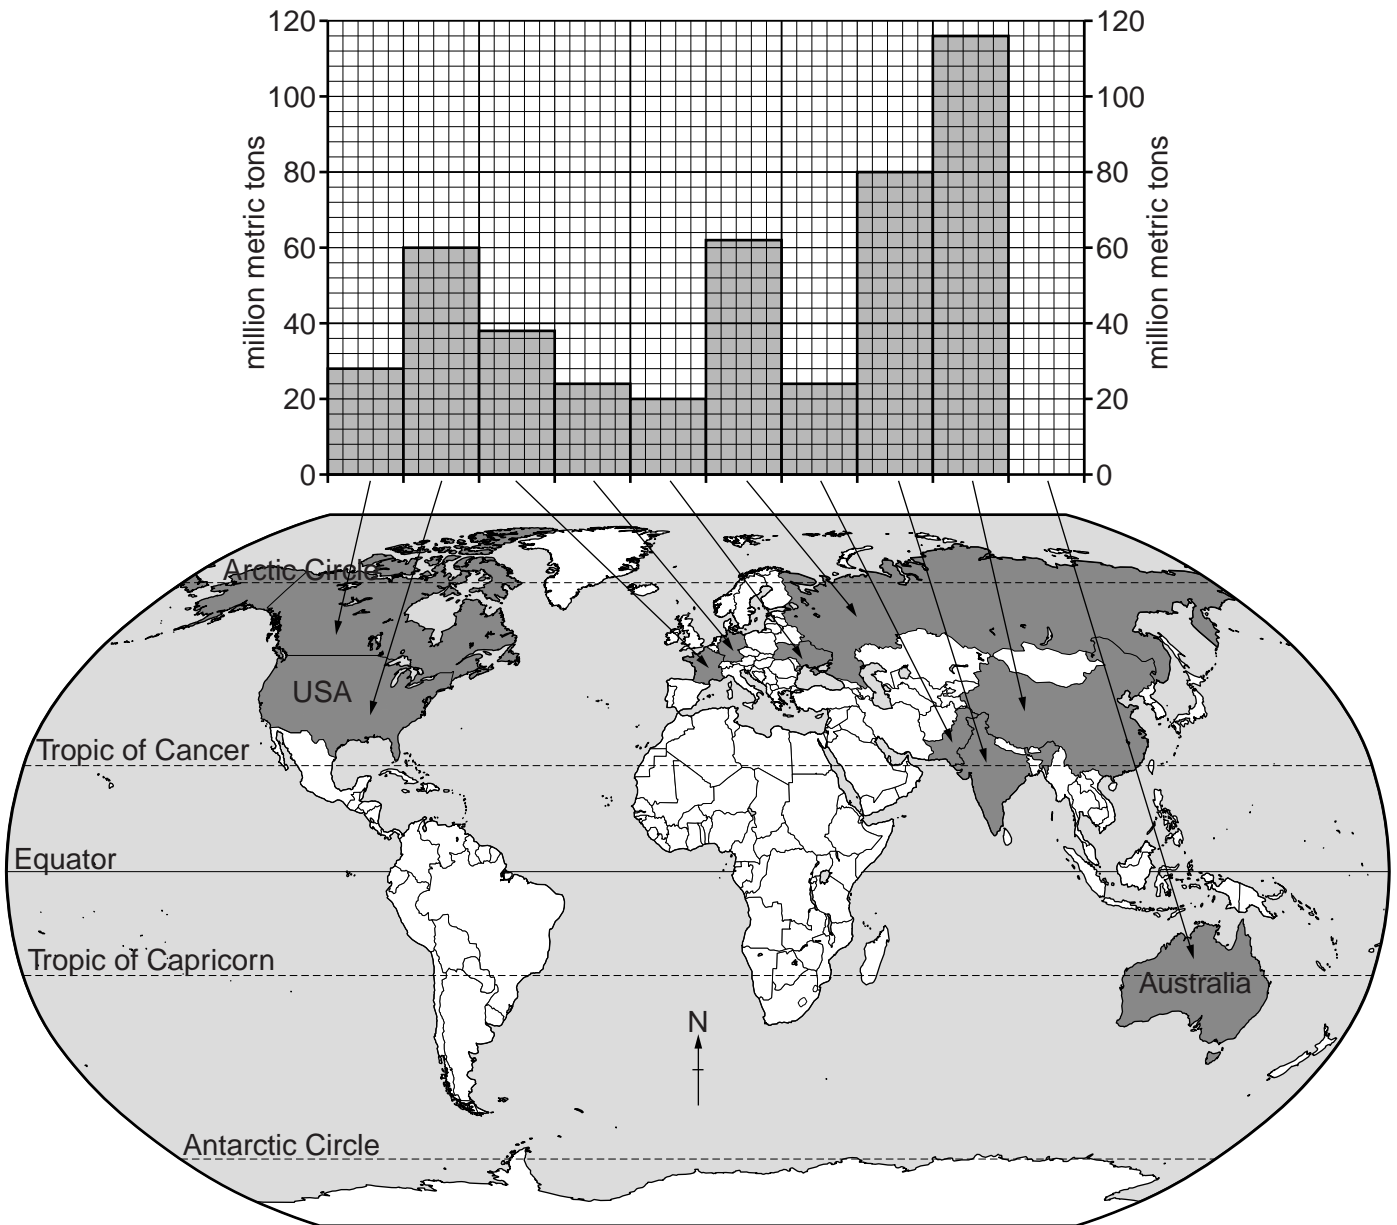 120
100
80
60
40
20
0
million metric tons
120
100
80
60
40
20
0
million metric tons
Arctic Circle
USA
Tropic of Cancer
Equator
Tropic of Capricorn
Australia
N
Antarctic Circle